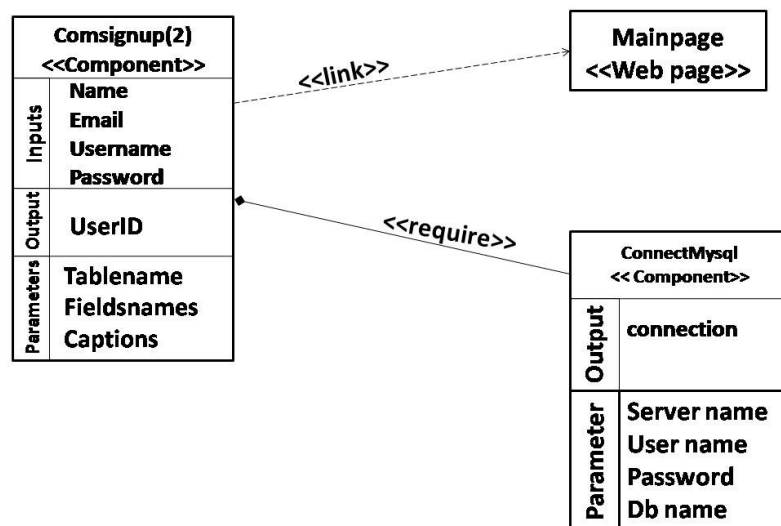 Comsignup(2)
<<Component>>
Inputs
Name
Email
Username
Password
Output
UserID
Parameters
Tablename
Fieldsnames
Captions
<<link>>
Mainpage
<<Web page>>
<<require>>
ConnectMysql
<< Component>>
Output
connection
Parameter
Server name
User name
Password
Db name